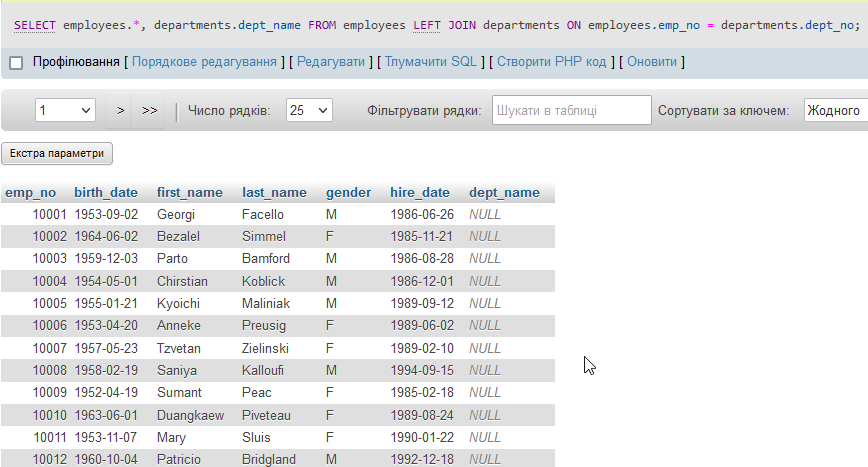 SELECT employees.*, departments.dept_name FROM employees LEFT JOIN departments ON employees.emp_no = departments.dept_no;
Профілювання [ Порядкове редагування ] [ Редагувати ] [ Тлумачити SQL ] [ Створити PHP код ] [ Оновити ]
1 > >> | Число рядків: 25 Фільтрувати рядки: Шукати в таблиці Сортувати за ключем: Жодного
Екстра параметри
emp_no birth_date first_name last_name gender hire_date dept_name
10001 1953-09-02 Georgi Facello M 1986-06-26 NULL
10002 1964-06-02 Bezalel Simmel F 1985-11-21 NULL
10003 1959-12-03 Parto Bamford M 1986-08-28 NULL
10004 1954-05-01 Chirstian Koblick M 1986-12-01 NULL
10005 1955-01-21 Kyoichi Maliniak M 1989-09-12 NULL
10006 1953-04-20 Anneke Preusig F 1989-06-02 NULL
10007 1957-05-23 Tzvetan Zielinski F 1989-02-10 NULL
10008 1958-02-19 Saniya Kalloufi M 1994-09-15 NULL
10009 1952-04-19 Sumant Peac F 1985-02-18 NULL
10010 1963-06-01 Duangkaew Piveteau F 1989-08-24 NULL
10011 1953-11-07 Mary Sluis F 1990-01-22 NULL
10012 1960-10-04 Patricio Bridgland M 1992-12-18 NULL